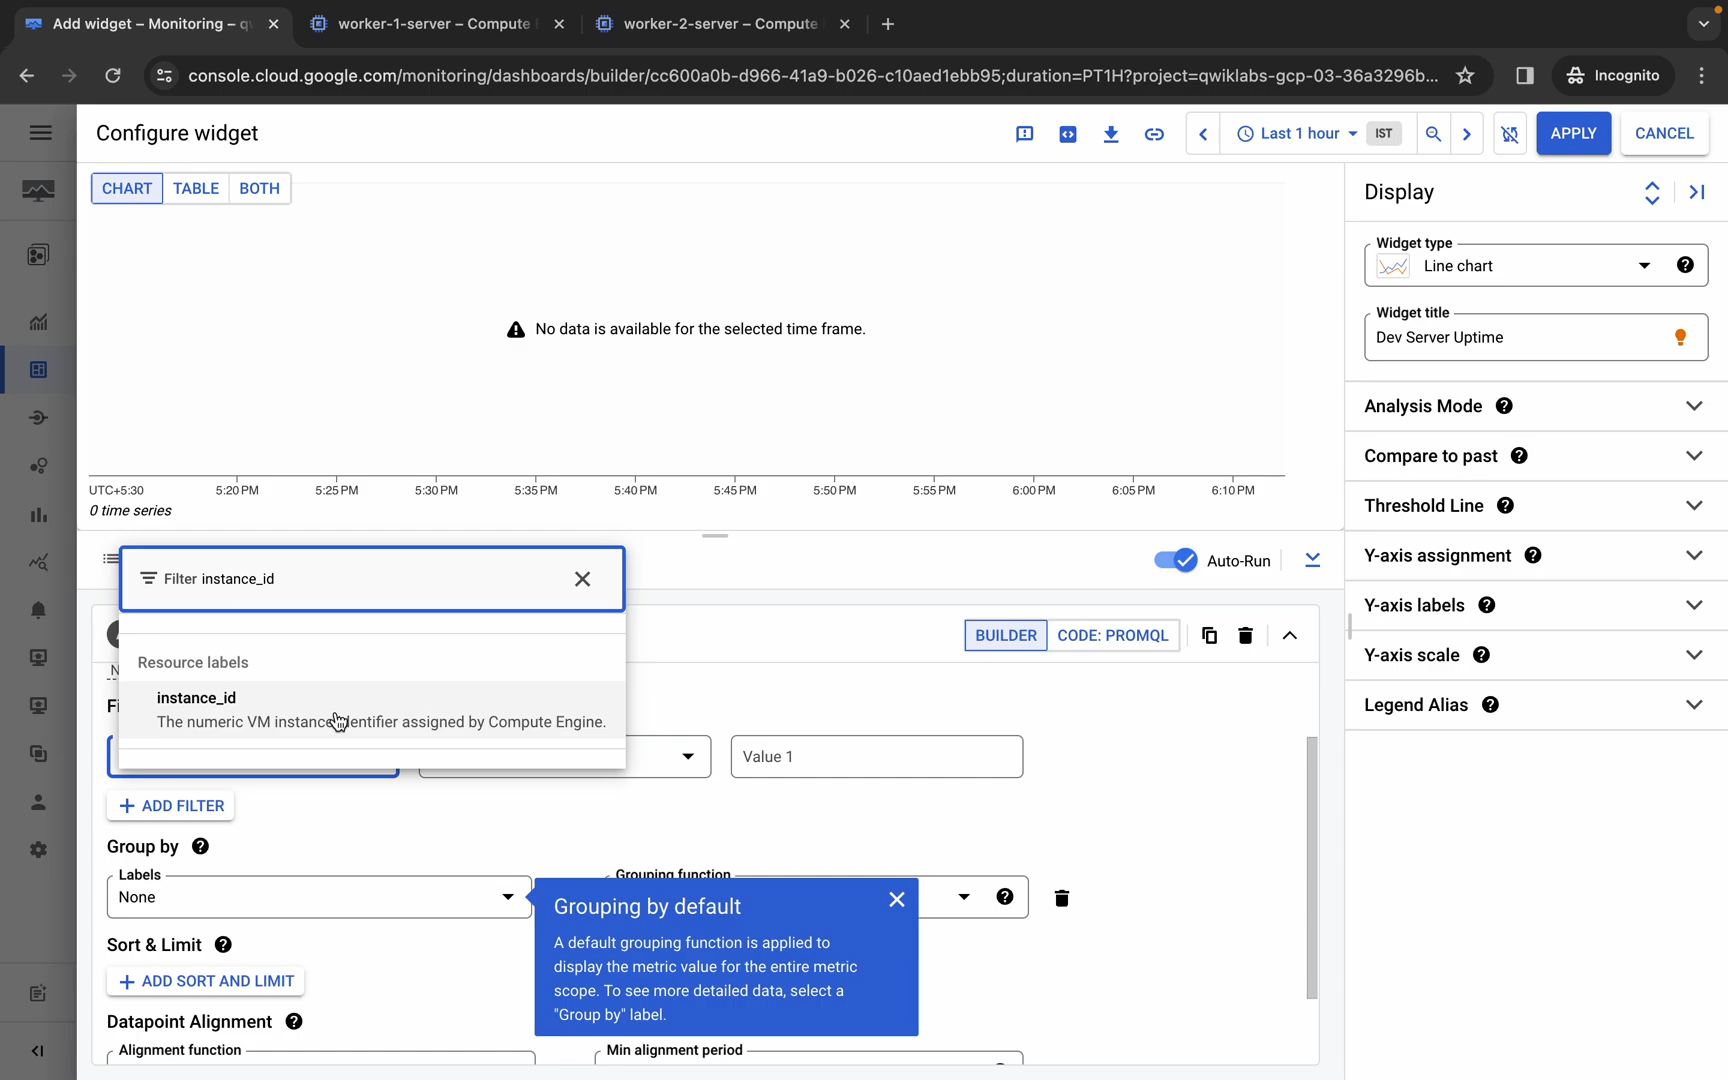 Add widget – Monitoring – q
worker-1-server – Compute E
worker-2-server – Compute
console.cloud.google.com/monitoring/dashboards/builder/cc600a0b-d966-41a9-b026-c10aed1ebb95;duration=PT1H?project=qwiklabs-gcp-03-36a3296b...
Incognito
Configure widget
Last 1 hour
IST
APPLY
CANCEL
CHART
TABLE
BOTH
No data is available for the selected time frame.
UTC+5:30
5:20 PM
5:25 PM
5:30 PM
5:35 PM
5:40 PM
5:45 PM
5:50 PM
5:55 PM
6:00 PM
6:05 PM
6:10 PM
0 time series
Display
Widget type
Line chart
Widget title
Dev Server Uptime
Analysis Mode
Compare to past
Threshold Line
Y-axis assignment
Y-axis labels
Y-axis scale
Legend Alias
Filter instance_id
Auto-Run
BUILDER
CODE: PROMQL
Resource labels
instance_id
The numeric VM instance identifier assigned by Compute Engine.
Value 1
ADD FILTER
Group by
Labels
None
Grouping function
Grouping by default
A default grouping function is applied to
display the metric value for the entire metric
scope. To see more detailed data, select a
"Group by" label.
Sort & Limit
ADD SORT AND LIMIT
Datapoint Alignment
Alignment function
Min alignment period